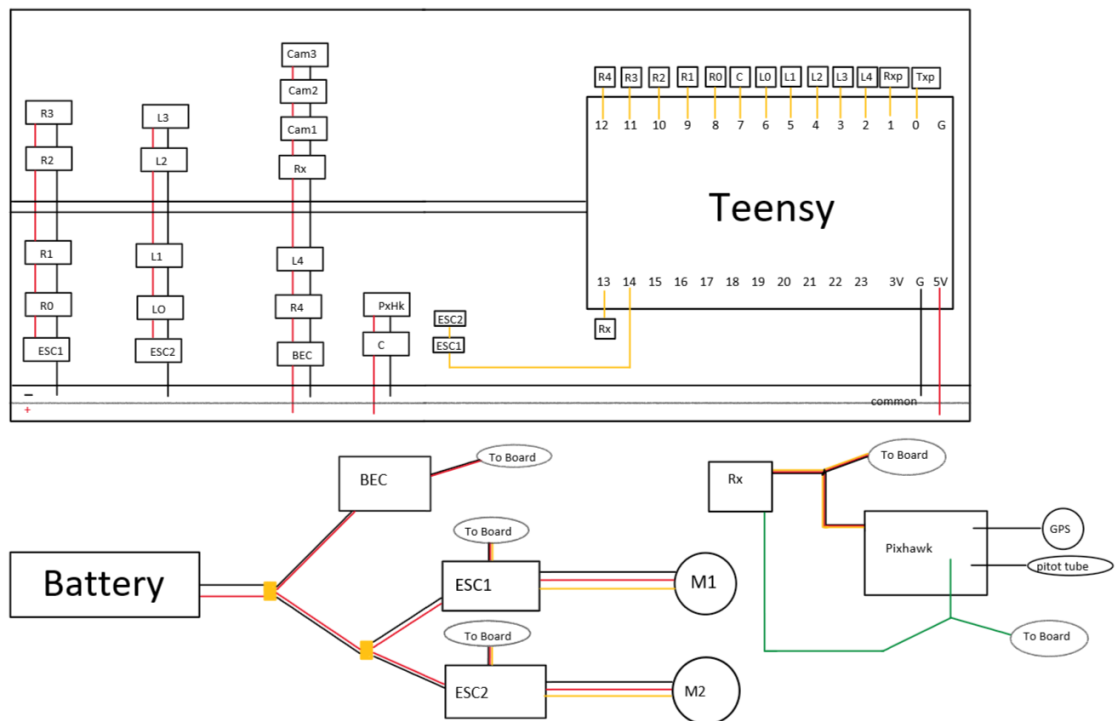 Cam3
R4 R3 R2 R1 R0 C L0 L1 L2 L3 L4 Rxp Txp
Cam2
R3
L3
Cam1
12 11 10 9 8 7 6 5 4 3 2 1 0 G
R2
L2
Rx
Teensy
R1
L1
L4
13 14 15 16 17 18 19 20 21 22 23 3V G 5V
R0
LO
R4
PxHk
ESC2
Rx
ESC1
ESC2
BEC
C
ESC1
−
+
common
To Board
To Board
BEC
Rx
To Board
GPS
Pixhawk
Battery
ESC1
M1
pitot tube
To Board
To Board
ESC2
M2